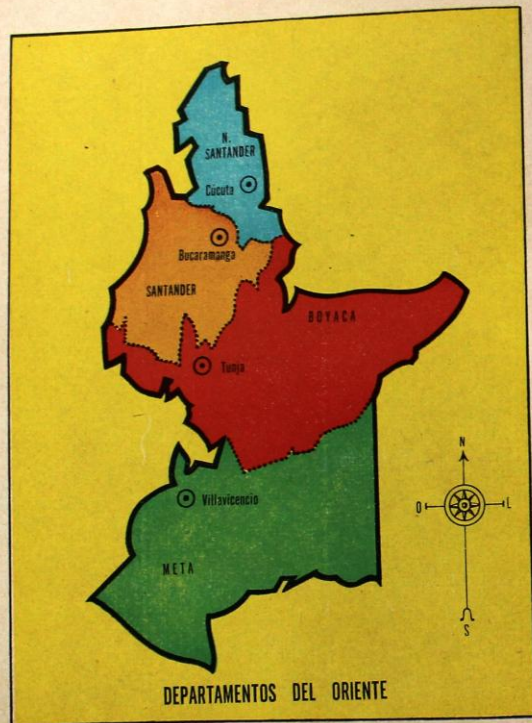 N.
SANTANDER
Cúcuta
Bucaramanga
SANTANDER
BOYACA
Tunja
Villavicencio
META
N
O
L
S
DEPARTAMENTOS DEL ORIENTE